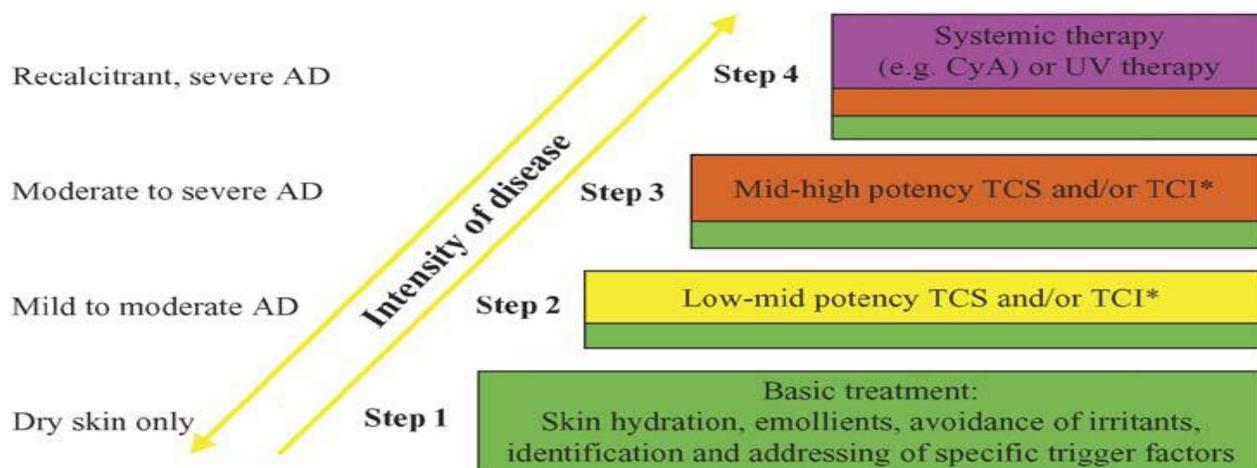 Recalcitrant, severe AD
Step 4
Systemic therapy
(e.g. CyA) or UV therapy
Moderate to severe AD
Step 3
Mid-high potency TCS and/or TCI*
Intensity of disease
Mild to moderate AD
Step 2
Low-mid potency TCS and/or TCI*
Dry skin only
Step 1
Basic treatment:
Skin hydration, emollients, avoidance of irritants,
identification and addressing of specific trigger factors